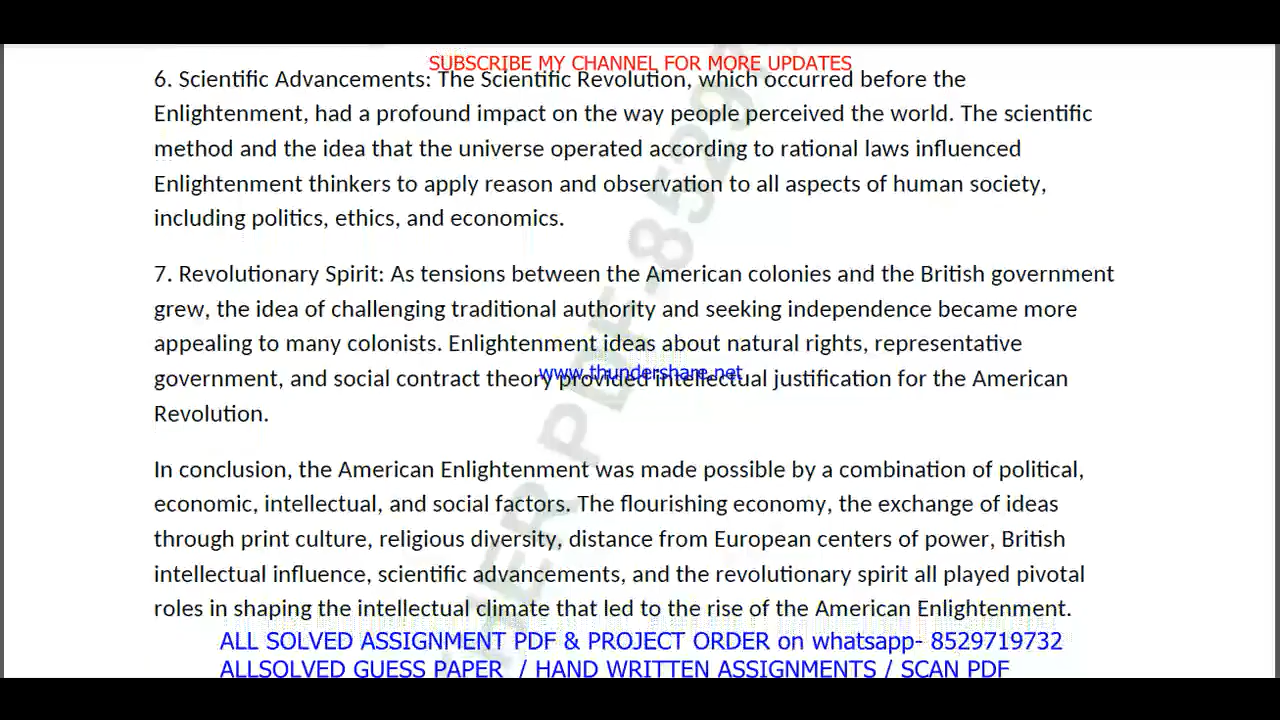 SUBSCRIBE MY CHANNEL FOR MORE UPDATES
6. Scientific Advancements: The Scientific Revolution, which occurred before the
Enlightenment, had a profound impact on the way people perceived the world. The scientific
method and the idea that the universe operated according to rational laws influenced
Enlightenment thinkers to apply reason and observation to all aspects of human society,
including politics, ethics, and economics.
7. Revolutionary Spirit: As tensions between the American colonies and the British government
grew, the idea of challenging traditional authority and seeking independence became more
appealing to many colonists. Enlightenment ideas about natural rights, representative
www.thundershare.net
government, and social contract theory provided intellectual justification for the American
Revolution.
In conclusion, the American Enlightenment was made possible by a combination of political,
economic, intellectual, and social factors. The flourishing economy, the exchange of ideas
through print culture, religious diversity, distance from European centers of power, British
intellectual influence, scientific advancements, and the revolutionary spirit all played pivotal
roles in shaping the intellectual climate that led to the rise of the American Enlightenment.
ALL SOLVED ASSIGNMENT PDF & PROJECT ORDER on whatsapp- 8529719732
ALLSOLVED GUESS PAPER / HAND WRITTEN ASSIGNMENTS / SCAN PDF